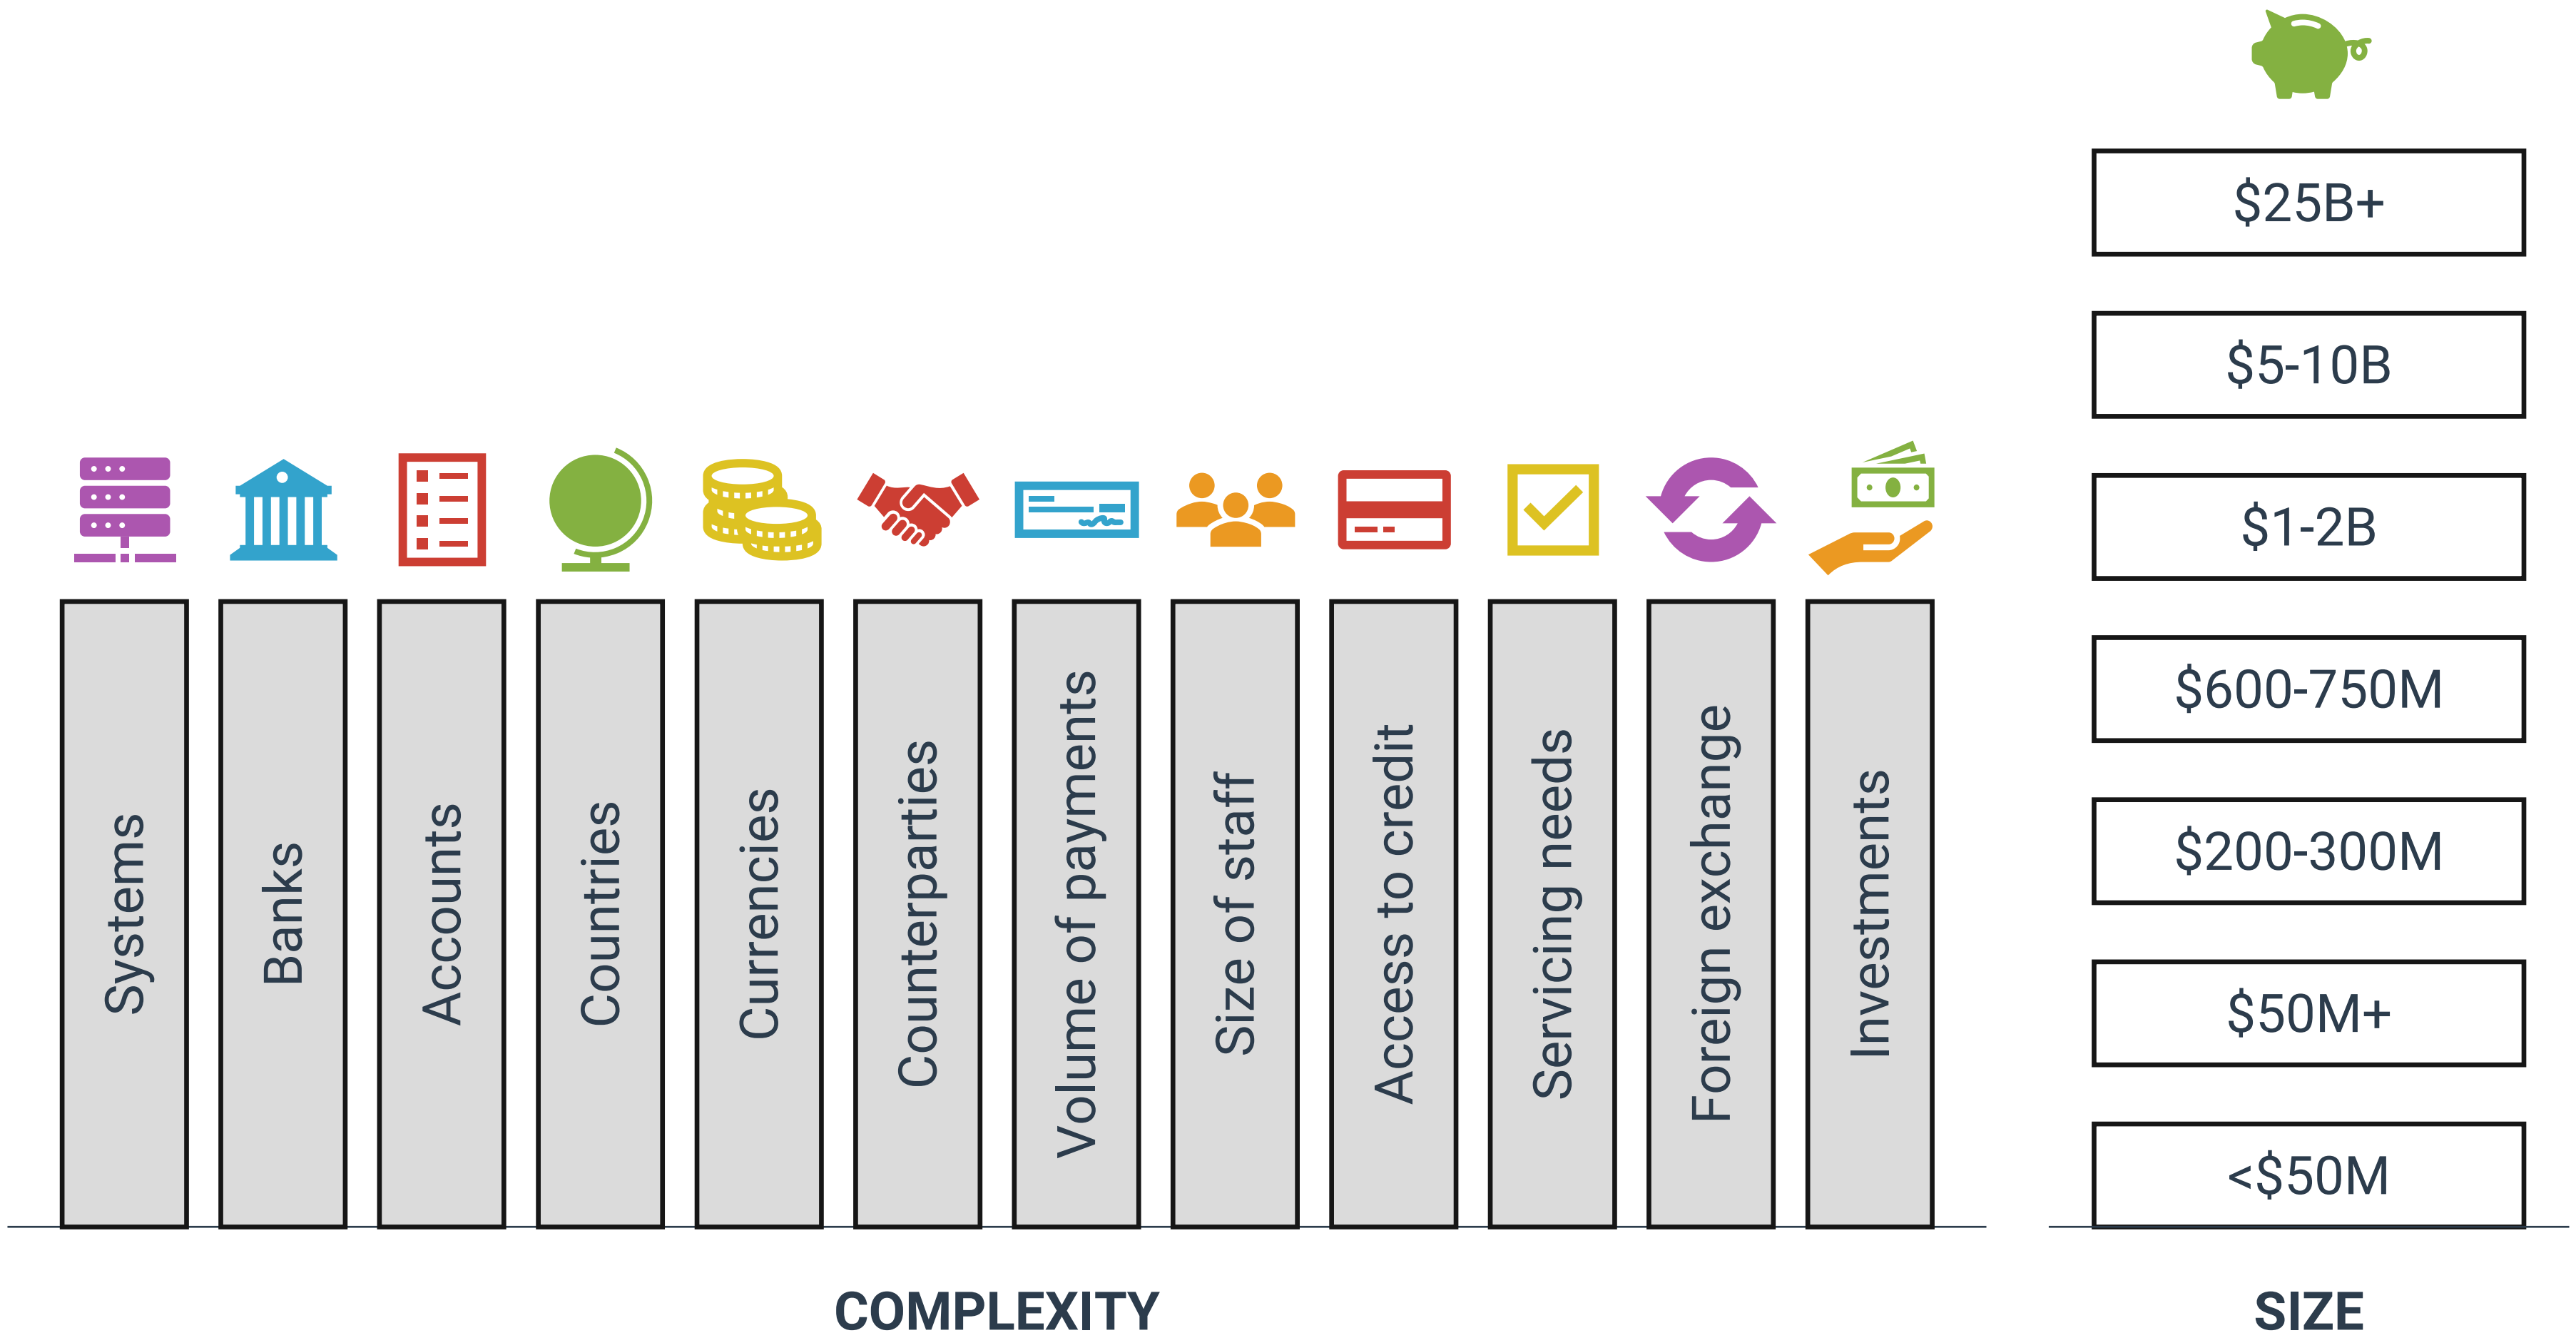 Systems
Banks
Accounts
Countries
Currencies
Counterparties
Volume of payments
Size of staff
Access to credit
Servicing needs
Foreign exchange
Investments
COMPLEXITY
$25B+
$5-10B
$1-2B
$600-750M
$200-300M
$50M+
<$50M
SIZE